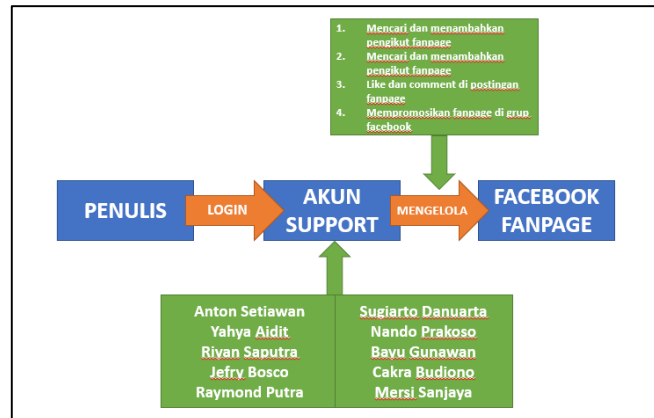 1. Mencari dan menambahkan
pengikut fanpage
2. Mencari dan menambahkan
pengikut fanpage
3. Like dan comment di postingan
fanpage
4. Mempromosikan fanpage di grup
facebook
PENULIS
LOGIN
AKUN
SUPPORT
MENGELOLA
FACEBOOK
FANPAGE
Anton Setiawan
Yahya Aidit
Riyan Saputra
Jefry Bosco
Raymond Putra
Sugiarto Danuarta
Nando Prakoso
Bayu Gunawan
Cakra Budiono
Mersi Sanjaya